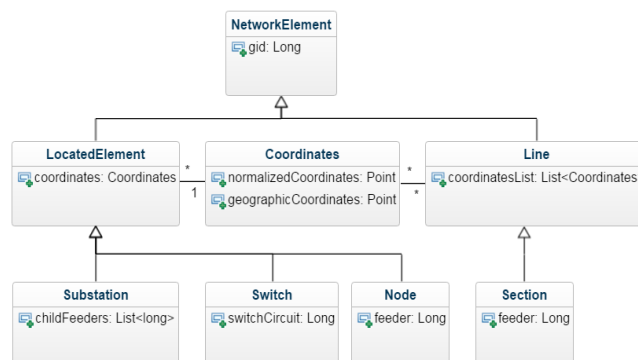 NetworkElement
gid: Long
LocatedElement
coordinates: Coordinates
*
1
Coordinates
normalizedCoordinates: Point
geographicCoordinates: Point
*
*
Line
coordinatesList: List<Coordinates
Substation
childFeeders: List<long>
Switch
switchCircuit: Long
Node
feeder: Long
Section
feeder: Long